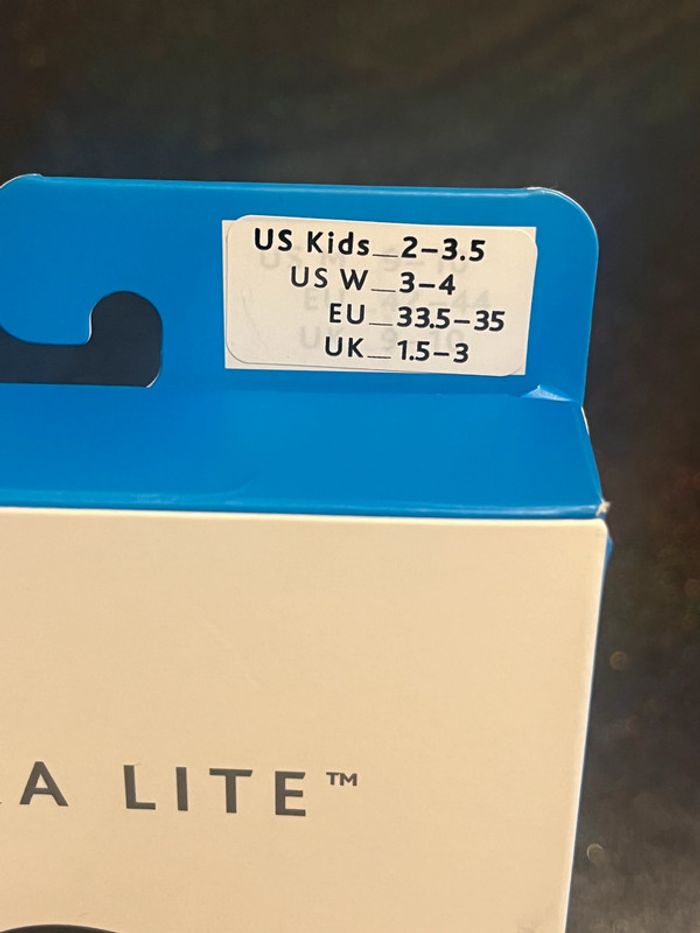 US Kids_2–3.5
US W_3–4
EU_33.5–35
UK_1.5–3
A LITE™